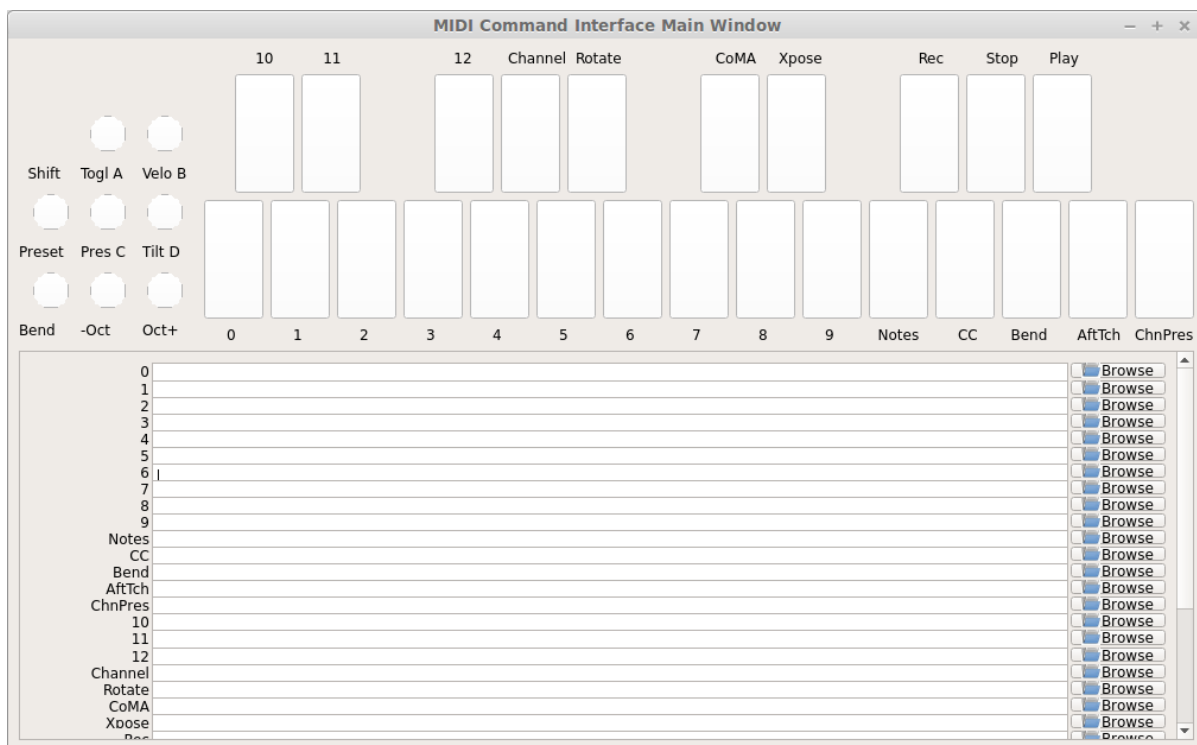 MIDI Command Interface Main Window
10 11 12 Channel Rotate CoMA Xpose Rec Stop Play
Shift Togl A Velo B
Preset Pres C Tilt D
Bend -Oct Oct+
0 1 2 3 4 5 6 7 8 9 Notes CC Bend AftTch ChnPres
0 Browse
1 Browse
2 Browse
3 Browse
4 Browse
5 Browse
6 Browse
7 Browse
8 Browse
9 Browse
Notes Browse
CC Browse
Bend Browse
AftTch Browse
ChnPres Browse
10 Browse
11 Browse
12 Browse
Channel Browse
Rotate Browse
CoMA Browse
Xpose Browse
Rec Browse